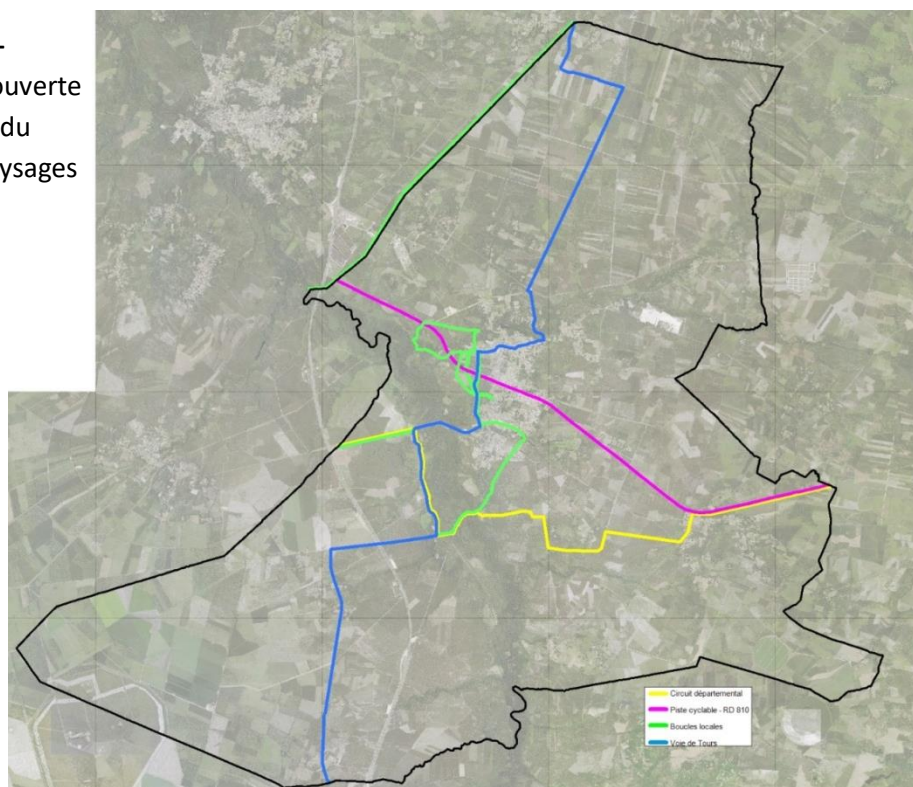 -
ouverte
du
ysages
Circuit départemental
Piste cyclable - RD 810
Boucles locales
Voie de Tours